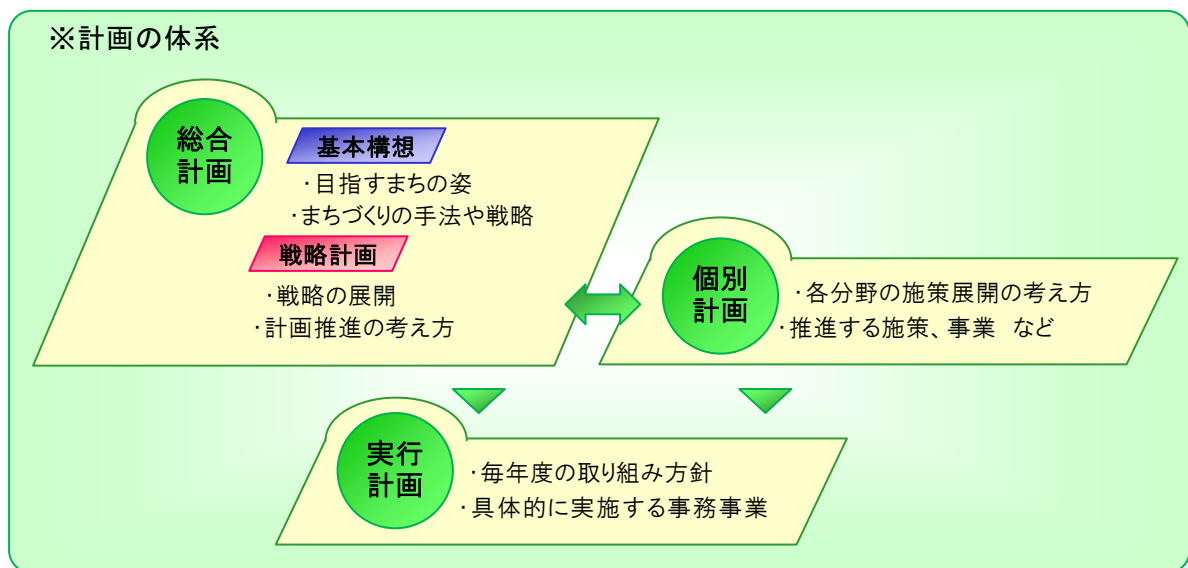 ※計画の体系
総合
計画
基本構想
・目指すまちの姿
・まちづくりの手法や戦略
戦略計画
・戦略の展開
・計画推進の考え方
個別
計画
・各分野の施策展開の考え方
・推進する施策、事業　など
実行
計画
・毎年度の取り組み方針
・具体的に実施する事務事業